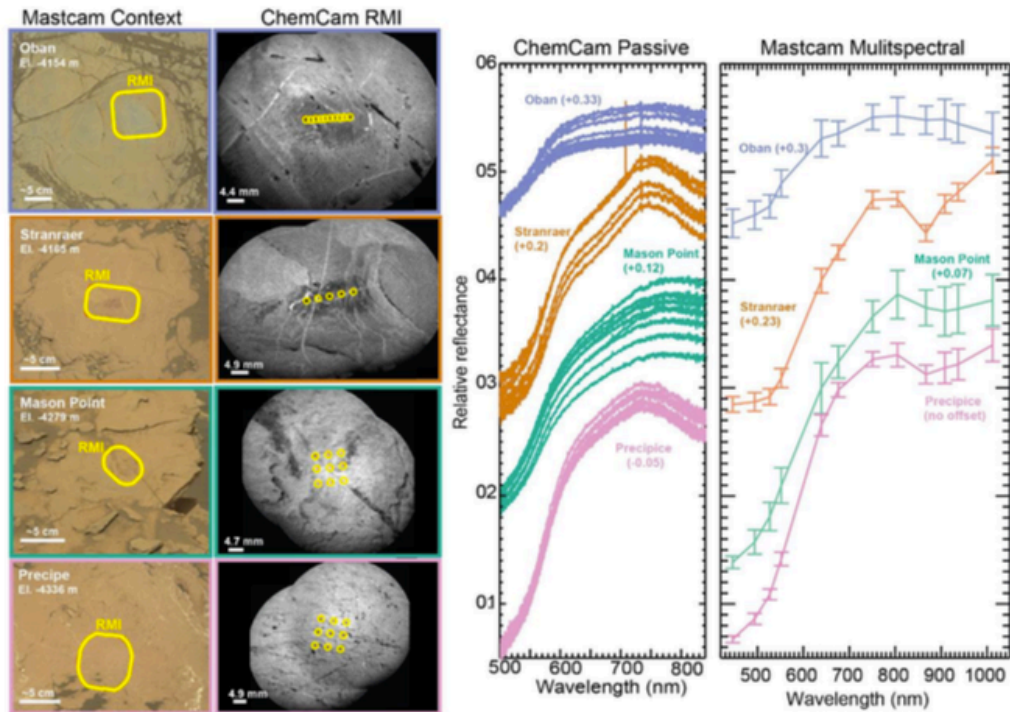 Mastcam Context
ChemCam RMI
Oban
El. -4154 m
RMI
~5 cm
4.4 mm
Stranraer
El. -4165 m
RMI
~5 cm
4.9 mm
Mason Point
El. -4279 m
RMI
~5 cm
4.7 mm
Precipe
El. -4336 m
RMI
~5 cm
4.9 mm
ChemCam Passive
Relative reflectance
06
05
04
03
02
01
Oban (+0.33)
Stranraer
(+0.2)
Mason Point
(+0.12)
Precipice
(-0.05)
500 600 700 800
Wavelength (nm)
Mastcam Mulitspectral
Oban (+0.3)
Mason Point
(+0.07)
Stranraer
(+0.23)
Precipice
(no offset)
500 600 700 800 900 1000
Wavelength (nm)